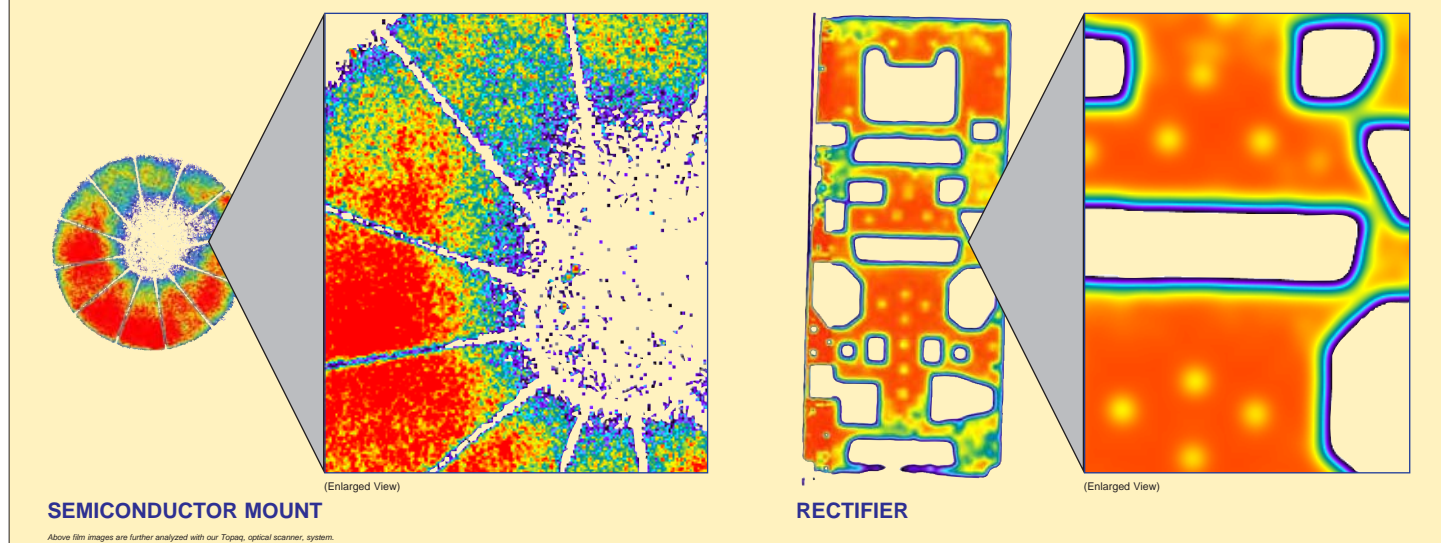 (Enlarged View)
(Enlarged View)
SEMICONDUCTOR MOUNT
RECTIFIER
Above film images are further analyzed with our Topaq, optical scanner, system.